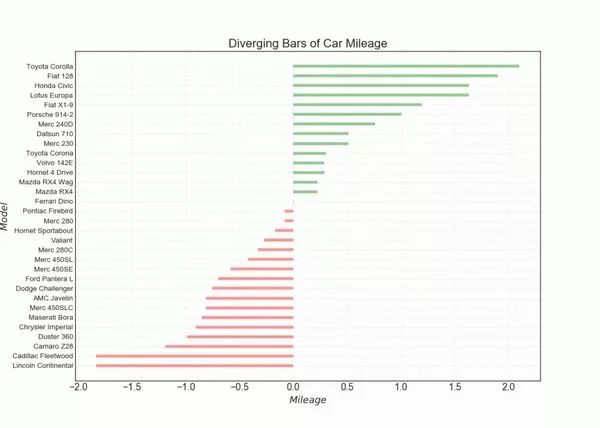 Diverging Bars of Car Mileage
Toyota Corolla
Fiat 128
Honda Civic
Lotus Europa
Fiat X1-9
Porsche 914-2
Merc 240D
Datsun 710
Merc 230
Toyota Corona
Volvo 142E
Hornet 4 Drive
Mazda RX4 Wag
Mazda RX4
Ferrari Dino
Pontiac Firebird
Merc 280
Hornet Sportabout
Valiant
Merc 280C
Merc 450SL
Merc 450SE
Ford Pantera L
Dodge Challenger
AMC Javelin
Merc 450SLC
Maserati Bora
Chrysler Imperial
Duster 360
Camaro Z28
Cadillac Fleetwood
Lincoln Continental
Model
−2.0 −1.5 −1.0 −0.5 0.0 0.5 1.0 1.5 2.0
Mileage